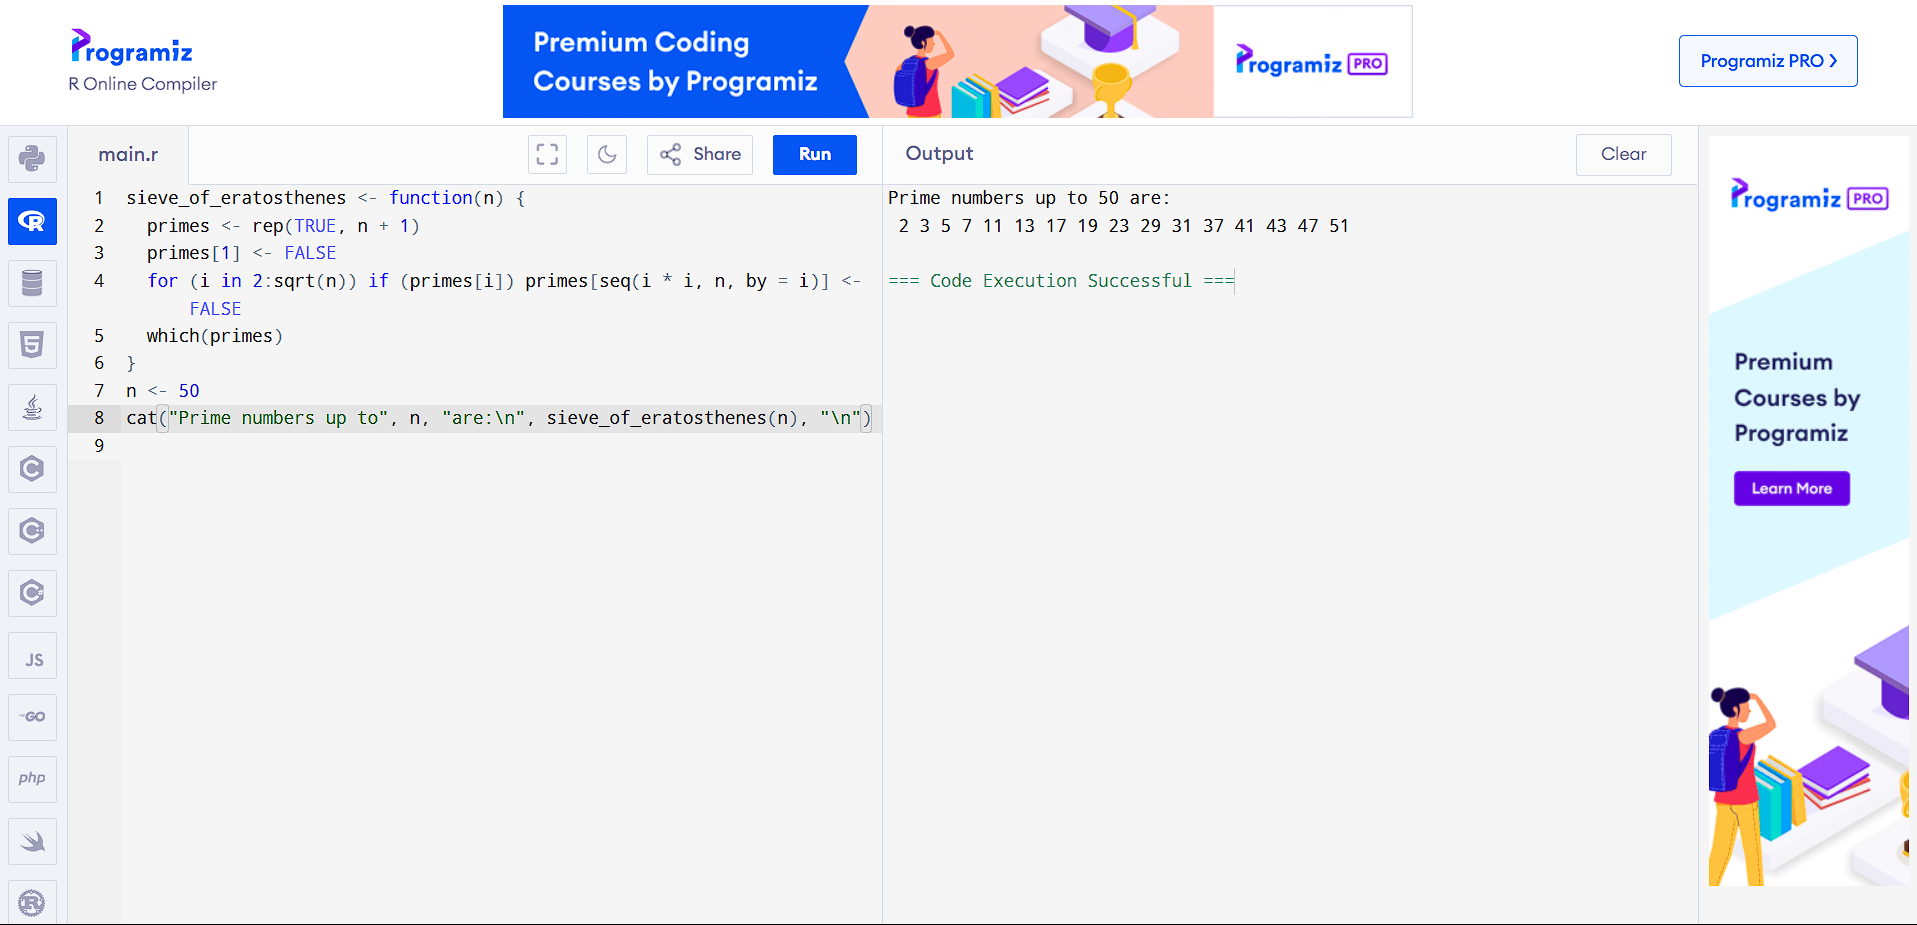 Programiz
R Online Compiler
Premium Coding
Courses by Programiz
Programiz PRO
Programiz PRO ❯
main.r
Share
Run
Output
Clear
1 sieve_of_eratosthenes <- function(n) {
2 primes <- rep(TRUE, n + 1)
3 primes[1] <- FALSE
4 for (i in 2:sqrt(n)) if (primes[i]) primes[seq(i * i, n, by = i)] <-
FALSE
5 which(primes)
6 }
7 n <- 50
8 cat("Prime numbers up to", n, "are:\n", sieve_of_eratosthenes(n), "\n")
9
Prime numbers up to 50 are:
2 3 5 7 11 13 17 19 23 29 31 37 41 43 47 51
=== Code Execution Successful ===
R
5
C
C
C
JS
GO
php
R
Programiz PRO
Premium
Courses by
Programiz
Learn More